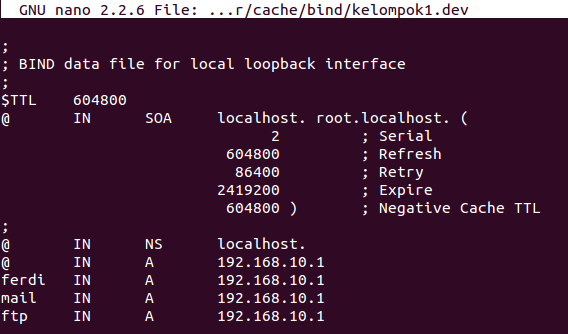 GNU nano 2.2.6 File: ...r/cache/bind/kelompok1.dev
;
; BIND data file for local loopback interface
;
$TTL    604800
@       IN      SOA     localhost. root.localhost. (
                              2         ; Serial
                         604800         ; Refresh
                          86400         ; Retry
                        2419200         ; Expire
                         604800 )       ; Negative Cache TTL
;
@       IN      NS      localhost.
@       IN      A       192.168.10.1
ferdi   IN      A       192.168.10.1
mail    IN      A       192.168.10.1
ftp     IN      A       192.168.10.1